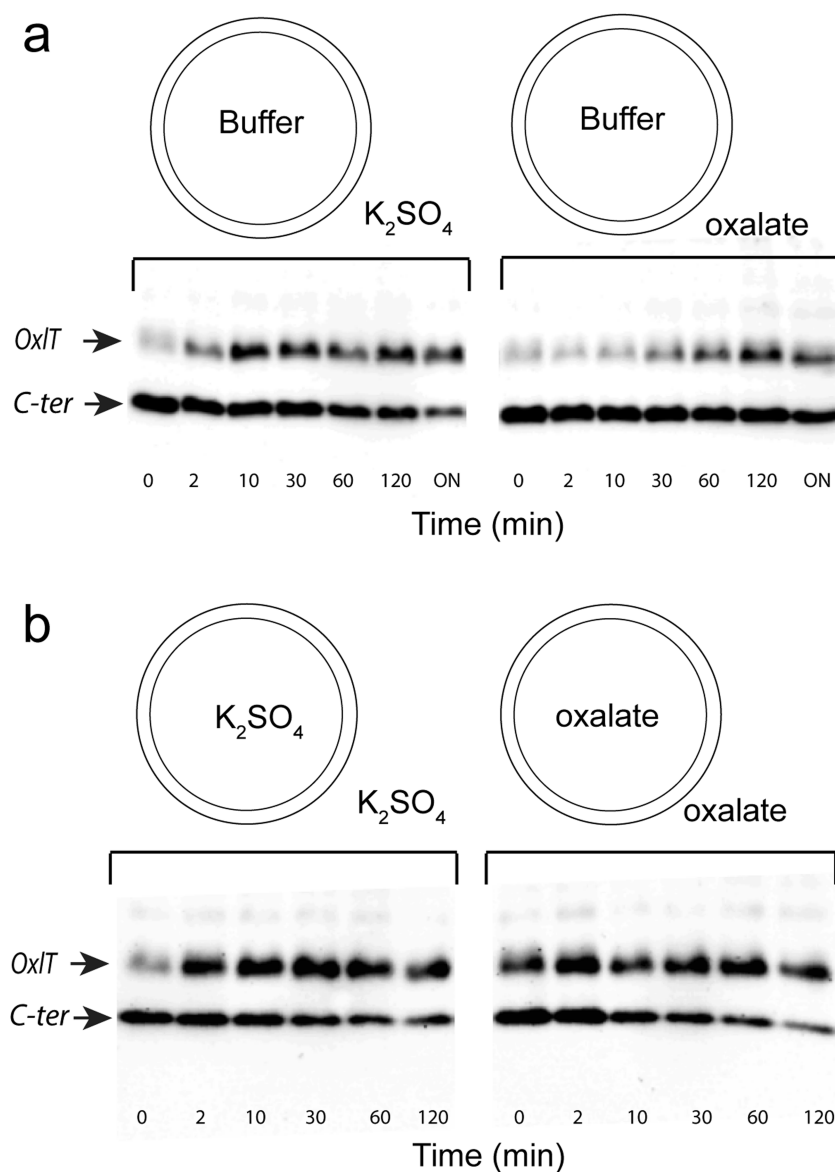 a
Buffer
Buffer
K₂SO₄
oxalate
OxlT
C-ter
0 2 10 30 60 120 ON
0 2 10 30 60 120 ON
Time (min)
b
K₂SO₄
oxalate
K₂SO₄
oxalate
OxlT
C-ter
0 2 10 30 60 120
0 2 10 30 60 120
Time (min)